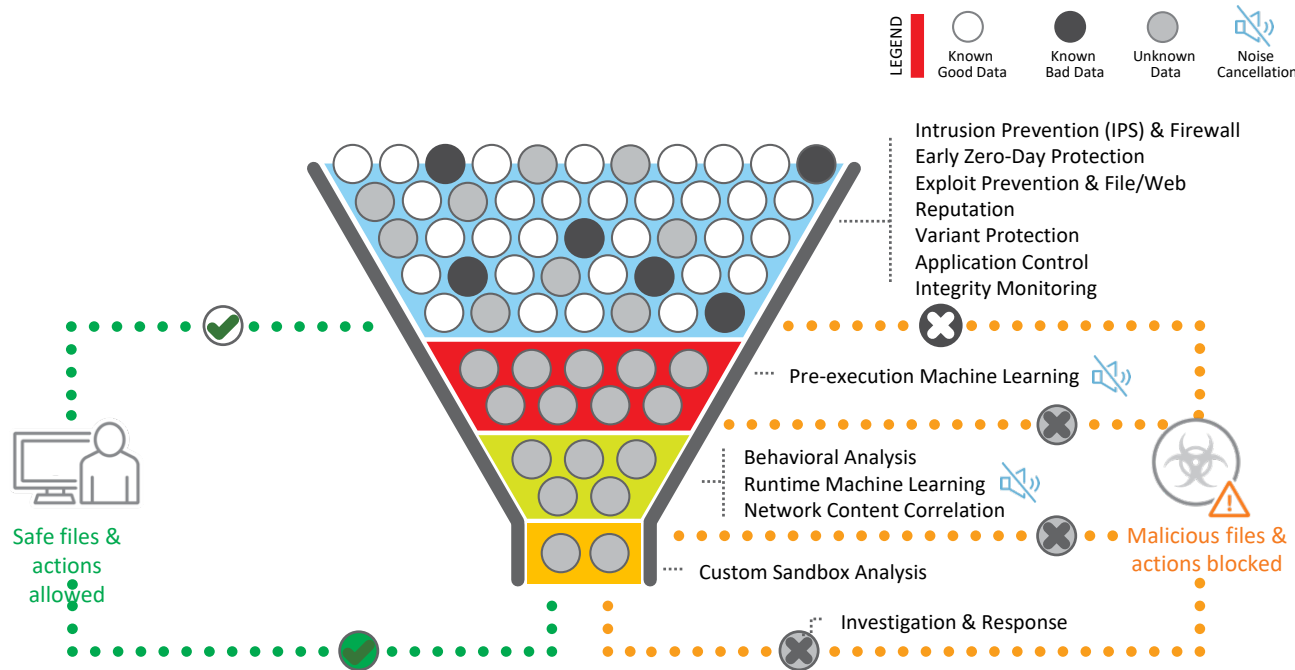 LEGEND
Known
Good Data
Known
Bad Data
Unknown
Data
Noise
Cancellation
Intrusion Prevention (IPS) & Firewall
Early Zero-Day Protection
Exploit Prevention & File/Web
Reputation
Variant Protection
Application Control
Integrity Monitoring
Pre-execution Machine Learning
Behavioral Analysis
Runtime Machine Learning
Network Content Correlation
Safe files &
actions
allowed
Malicious files &
actions blocked
Custom Sandbox Analysis
Investigation & Response